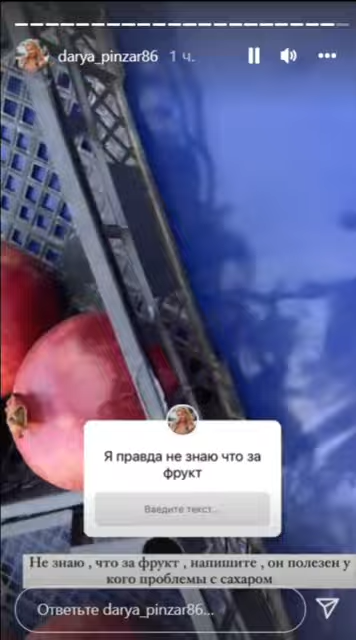 darya_pinzar86 1 ч.
Я правда не знаю что за
фрукт
Введите текст...
Не знаю , что за фрукт , напишите , он полезен у
кого проблемы с сахаром
Ответьте darya_pinzar86...